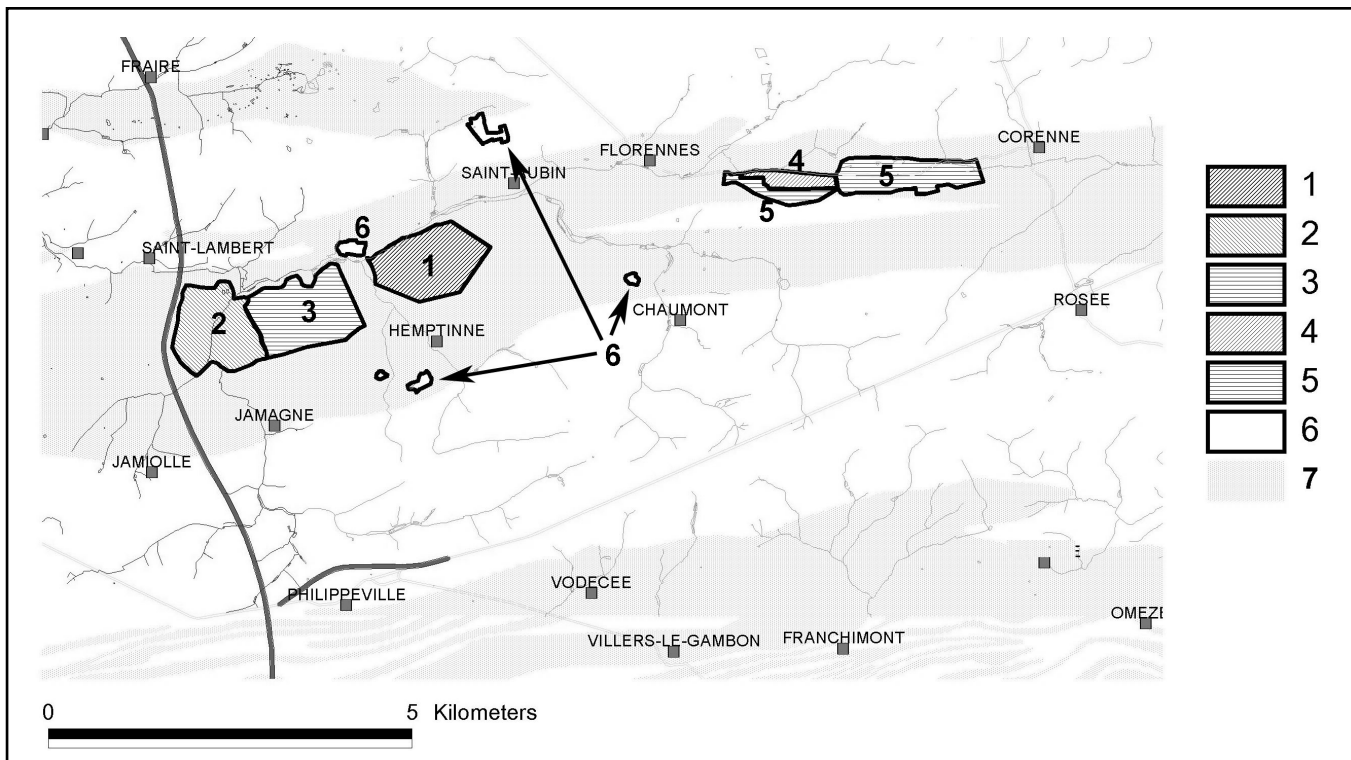 FRAIRE
CORENNE
FLORENNES
4
5
SAINT-AUBIN
5
6
SAINT-LAMBERT
1
ROSEE
CHAUMONT
2
3
HEMPTINNE
6
JAMAGNE
JAMIOLLE
VODECEE
PHILIPPEVILLE
OMEZE
VILLERS-LE-GAMBON
FRANCHIMONT
0
5 Kilometers
1
2
3
4
5
6
7